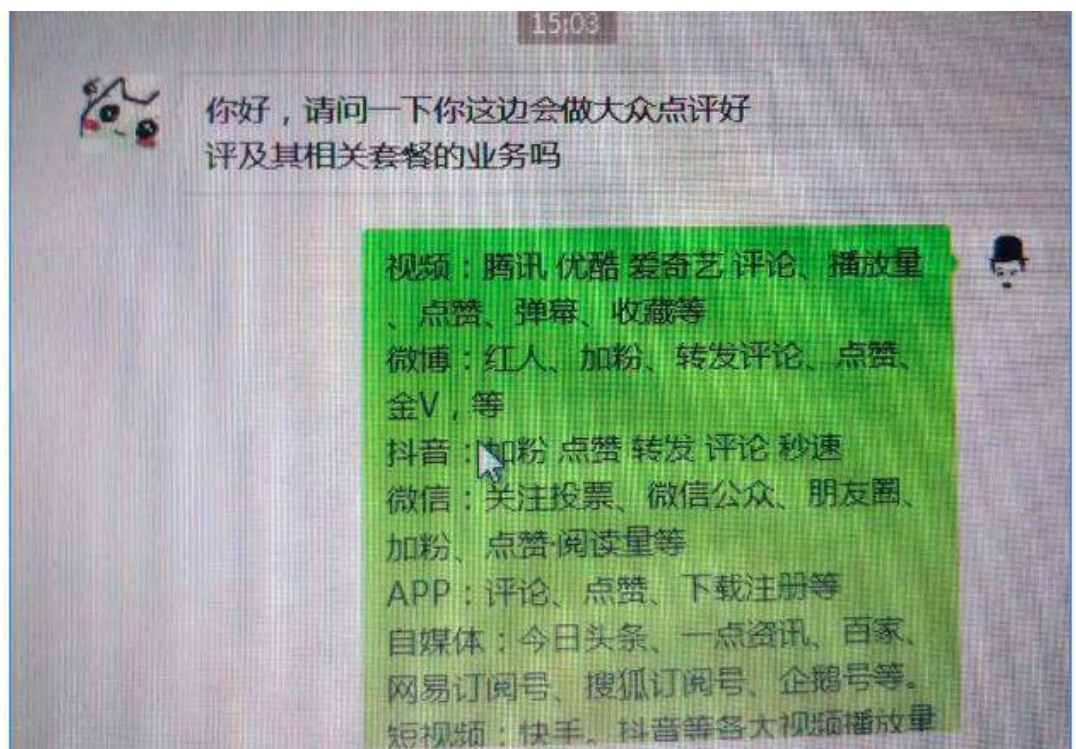 15:03
你好，请问一下你这边会做大众点评好
评及其相关套餐的业务吗
视频：腾讯 优酷 爱奇艺 评论、播放量
、点赞、弹幕、收藏等
微博：红人、加粉、转发评论、点赞、
金V，等
抖音：加粉 点赞 转发 评论 秒速
微信：关注投票、微信公众、朋友圈、
加粉、点赞·阅读量等
APP：评论、点赞、下载注册等
自媒体：今日头条、一点资讯、百家、
网易订阅号、搜狐订阅号、企鹅号等。
短视频：快手。抖音等各大视频播放量